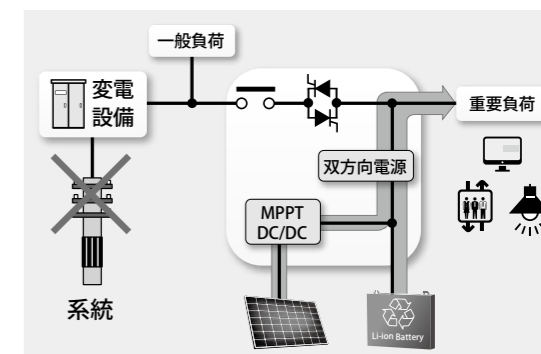 一般負荷
変電
設備
重要負荷
双方向電源
MPPT
DC/DC
系統
Li-ion Battery